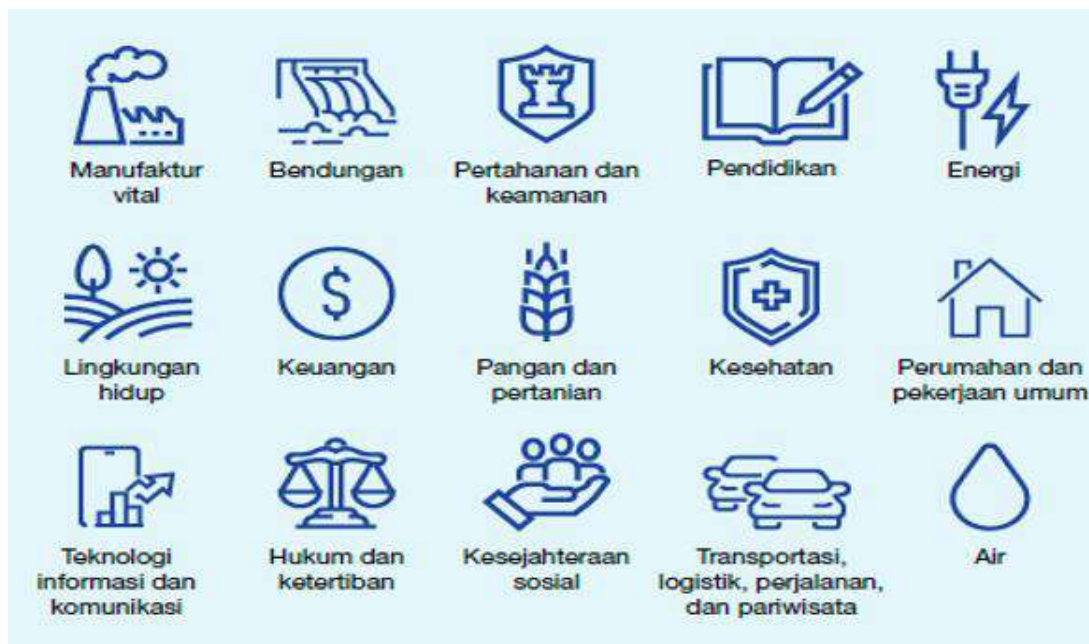 Manufaktur
vital
Bendungan
Pertahanan dan
keamanan
Pendidikan
Energi
Lingkungan
hidup
Keuangan
Pangan dan
pertanian
Kesehatan
Perumahan dan
pekerjaan umum
Teknologi
informasi dan
komunikasi
Hukum dan
ketertiban
Kesejahteraan
sosial
Transportasi,
logistik, perjalanan,
dan pariwisata
Air